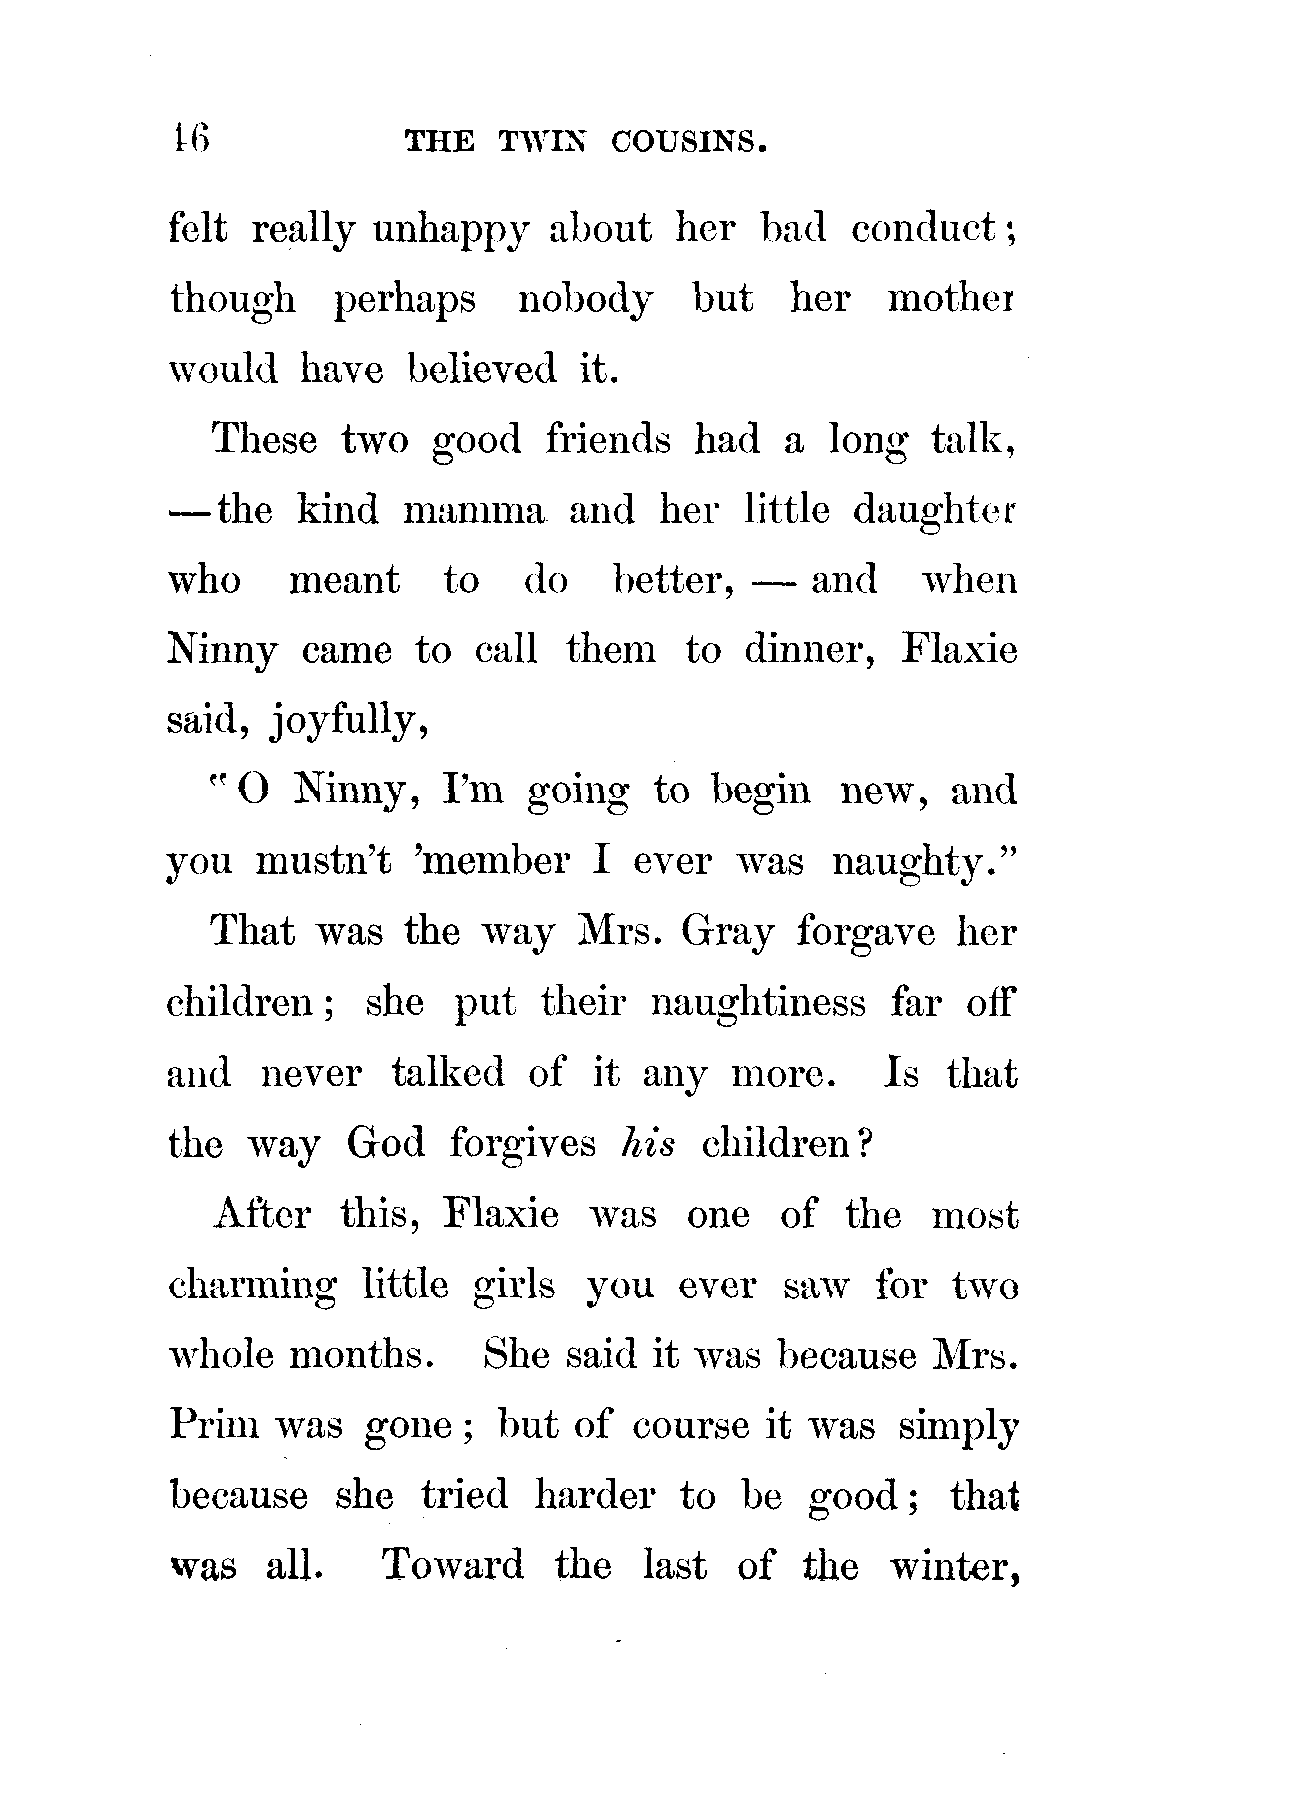 46 THE TWIN COUSINS.
felt really unhappy about her bad conduct;
though perhaps nobody but her mother
would have believed it.
These two good friends had a long talk,
—the kind mamma and her little daughter
who meant to do better, — and when
Ninny came to call them to dinner, Flaxie
said, joyfully,
"O Ninny, I'm going to begin new, and
you mustn't 'member I ever was naughty."
That was the way Mrs. Gray forgave her
children; she put their naughtiness far off
and never talked of it any more. Is that
the way God forgives his children?
After this, Flaxie was one of the most
charming little girls you ever saw for two
whole months. She said it was because Mrs.
Prim was gone; but of course it was simply
because she tried harder to be good; that
was all. Toward the last of the winter,